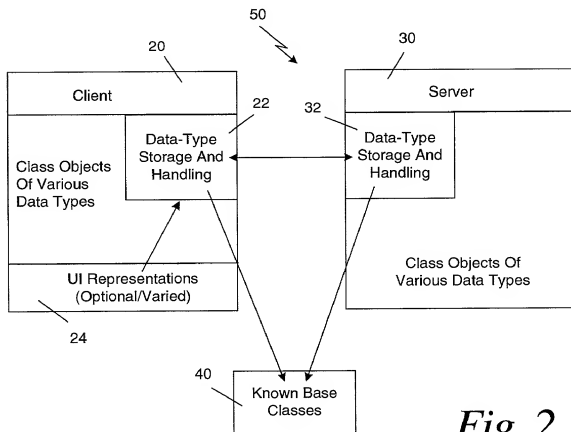 50
20
30
Client
Server
22
32
Data-Type
Storage And
Handling
Data-Type
Storage And
Handling
Class Objects
Of Various
Data Types
Class Objects Of
Various Data Types
UI Representations
(Optional/Varied)
24
40
Known Base
Classes
Fig. 2